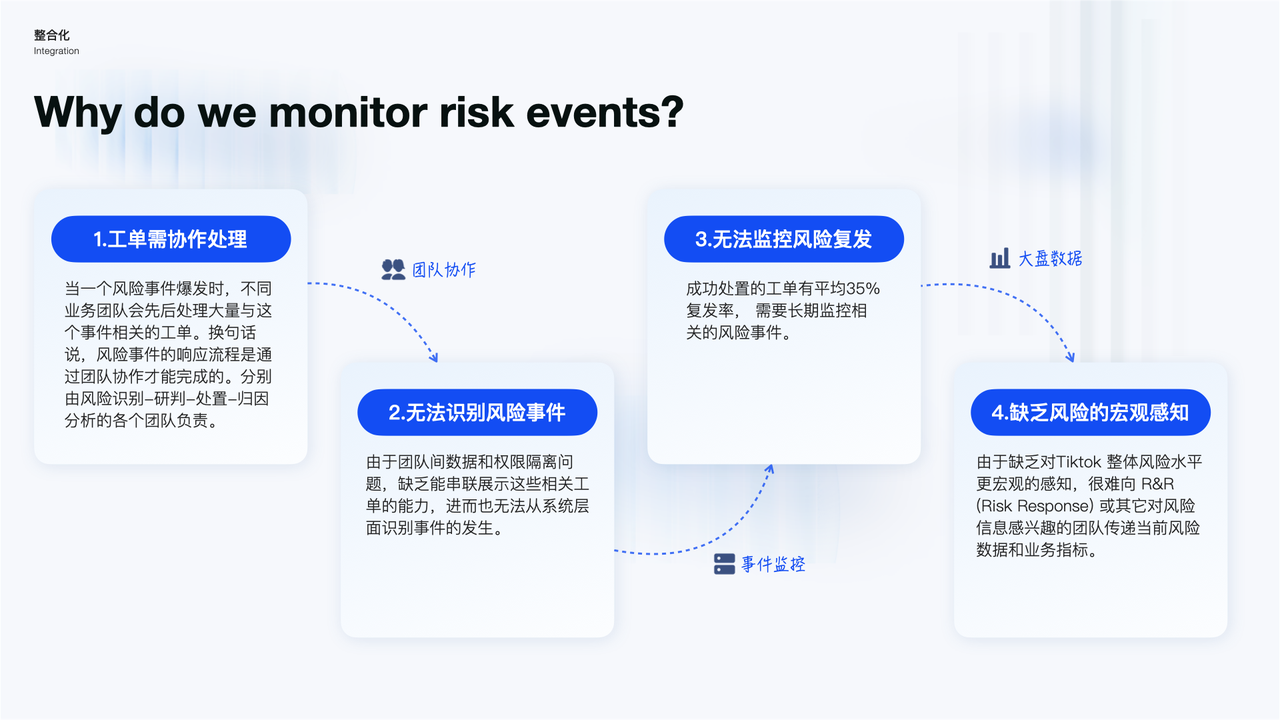 整合化
Integration
Why do we monitor risk events?
1.工单需协作处理
当一个风险事件爆发时，不同
业务团队会先后处理大量与这
个事件相关的工单。换句话
说，风险事件的响应流程是通
过团队协作才能完成的。分别
由风险识别–研判–处置–归因
分析的各个团队负责。
团队协作
2.无法识别风险事件
由于团队间数据和权限隔离问
题，缺乏能串联展示这些相关工
单的能力，进而也无法从系统层
面识别事件的发生。
事件监控
3.无法监控风险复发
成功处置的工单有平均35%
复发率， 需要长期监控相
关的风险事件。
大盘数据
4.缺乏风险的宏观感知
由于缺乏对Tiktok 整体风险水平
更宏观的感知，很难向 R&R
(Risk Response) 或其它对风险
信息感兴趣的团队传递当前风险
数据和业务指标。